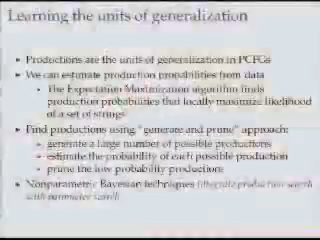 Learning the units of generalization
Productions are the units of generalization in PCFGs
We can estimate production probabilities from data
The Expectation Maximization algorithm finds
production probabilities that locally maximize likelihood
of a set of strings
Find productions using "generate and prune" approach:
generate a large number of possible productions
estimate the probability of each possible production
prune the low probability productions
Nonparametric Bayesian techniques integrate production search
with parameter search